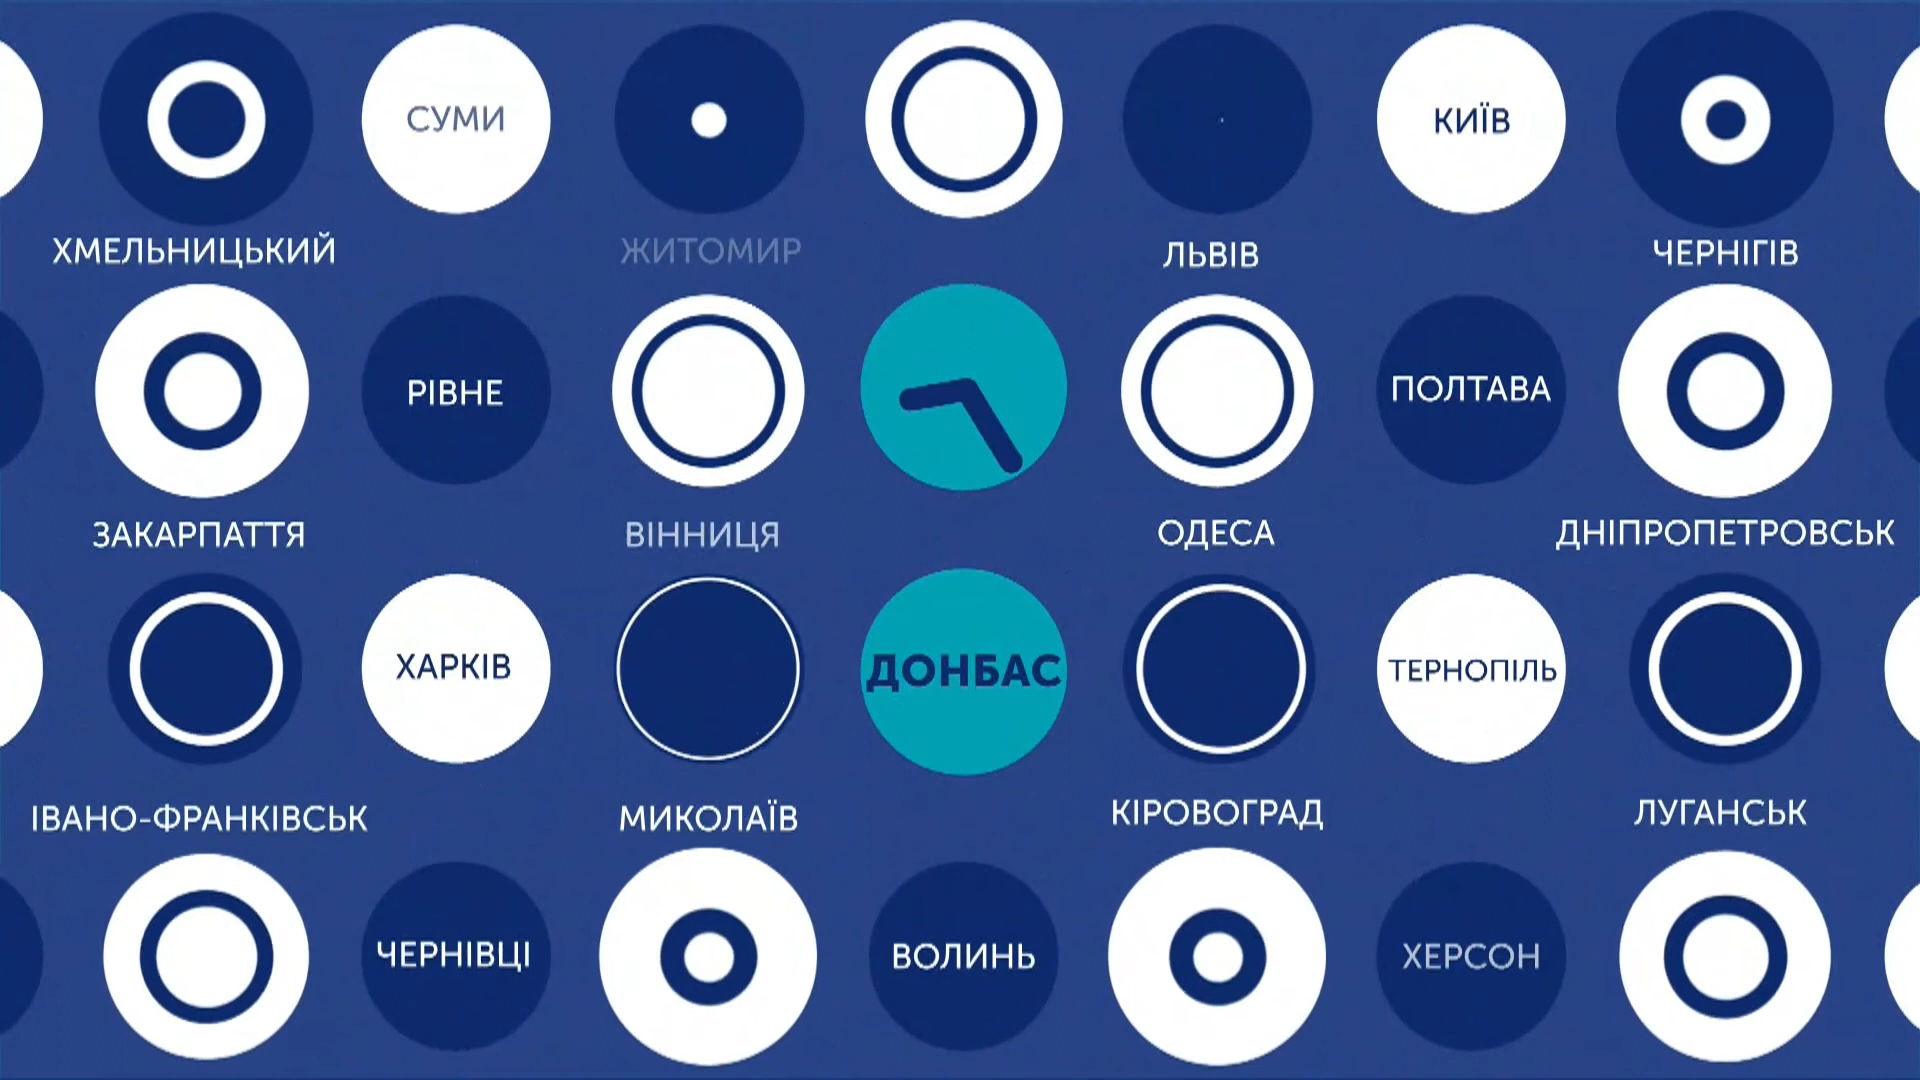 СУМИ
КИЇВ
ХМЕЛЬНИЦЬКИЙ
ЖИТОМИР
ЛЬВІВ
ЧЕРНІГІВ
РІВНЕ
ПОЛТАВА
ЗАКАРПАТТЯ
ВІННИЦЯ
ОДЕСА
ДНІПРОПЕТРОВСЬК
ХАРКІВ
ДОНБАС
ТЕРНОПІЛЬ
ІВАНО-ФРАНКІВСЬК
МИКОЛАЇВ
КІРОВОГРАД
ЛУГАНСЬК
ЧЕРНІВЦІ
ВОЛИНЬ
ХЕРСОН